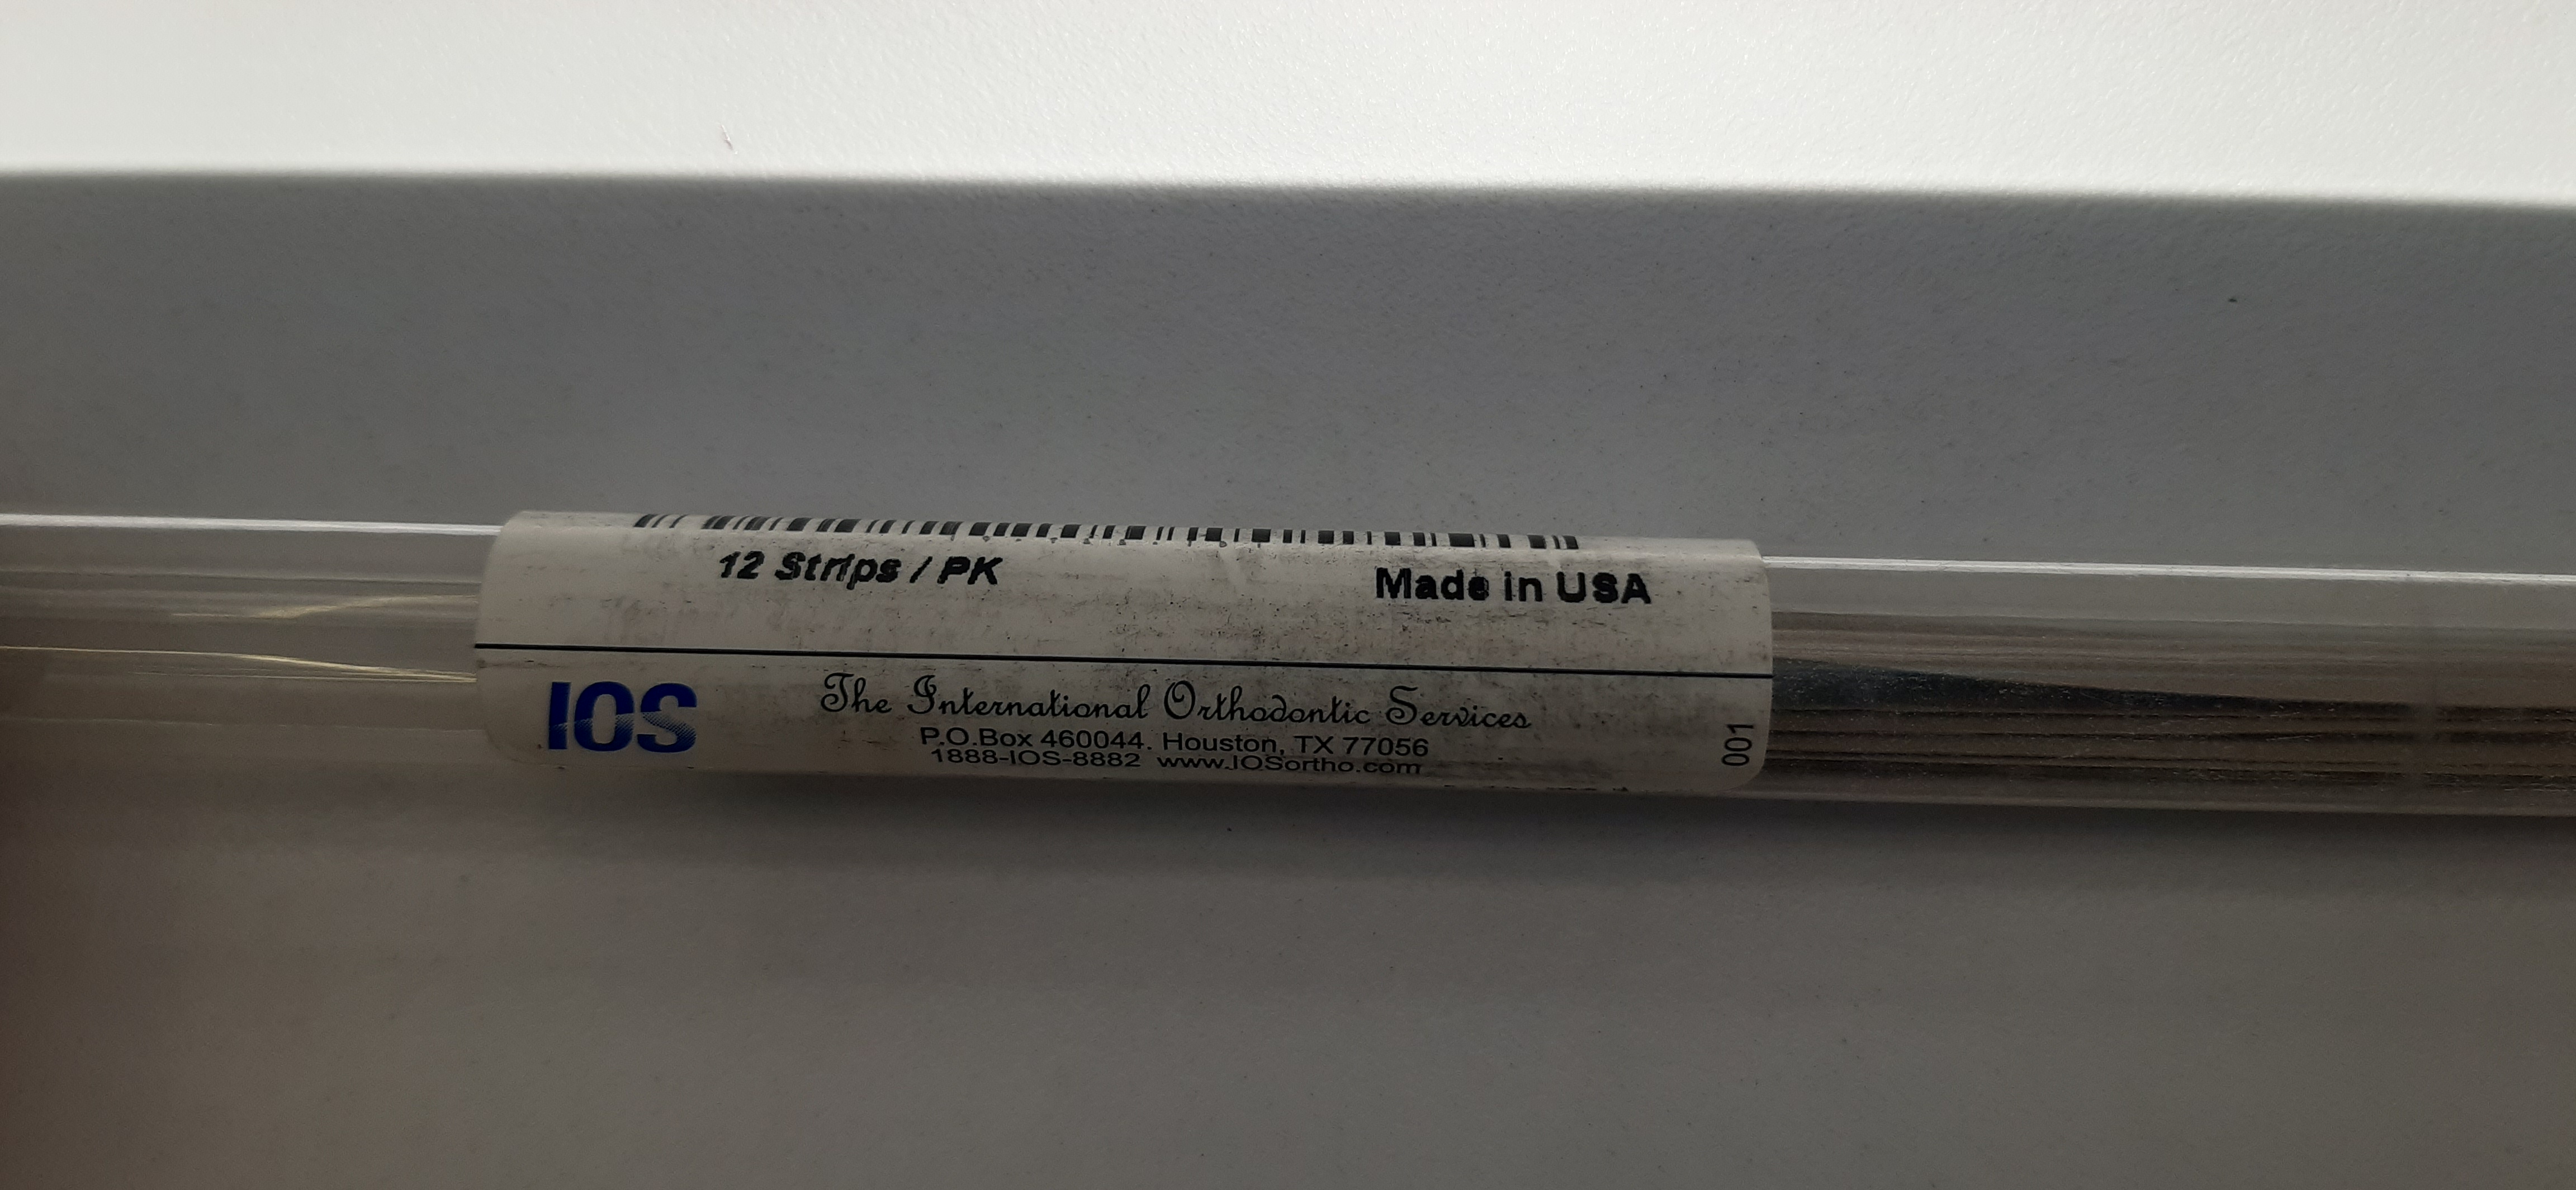 12 Strips / PK
Made in USA
IOS
The International Orthodontic Services
P.O.Box 460044. Houston, TX 77056
1888-IOS-8882 www.IOSortho.com
001